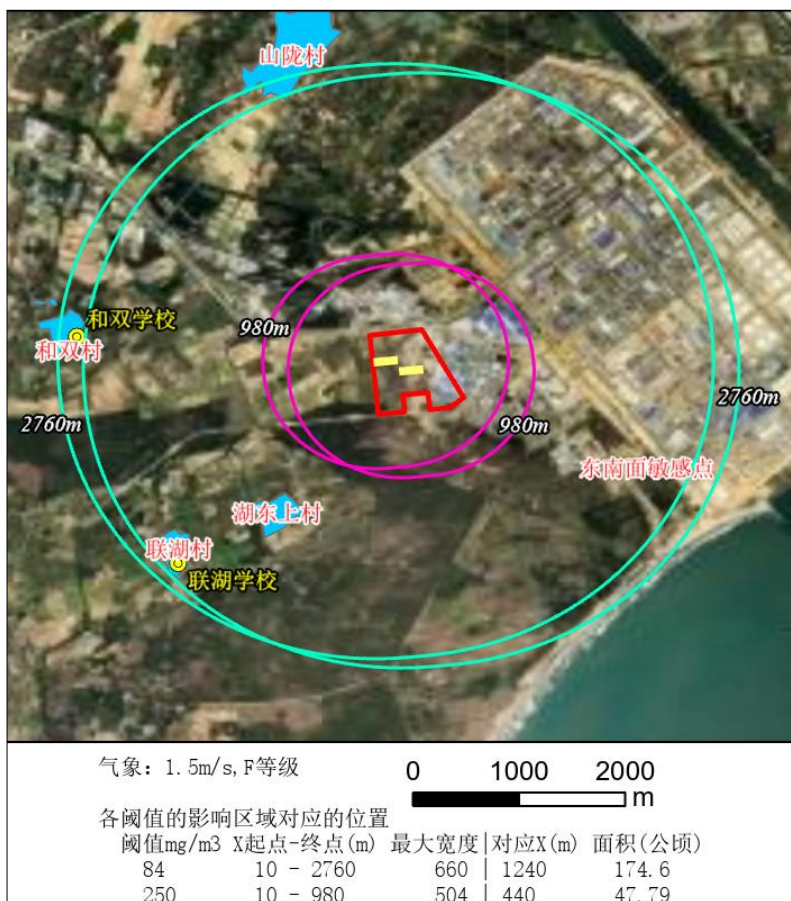 山陇村
和双学校
980m
和双村
2760m
2760m
980m
东南面敏感点
湖东上村
联湖村
联湖学校
气象: 1.5m/s,F等级
0 1000 2000
m
各阈值的影响区域对应的位置
阈值mg/m3 X起点-终点(m) 最大宽度|对应X(m) 面积(公顷)
84 10 - 2760 660 | 1240 174.6
250 10 - 980 504 | 440 47.79